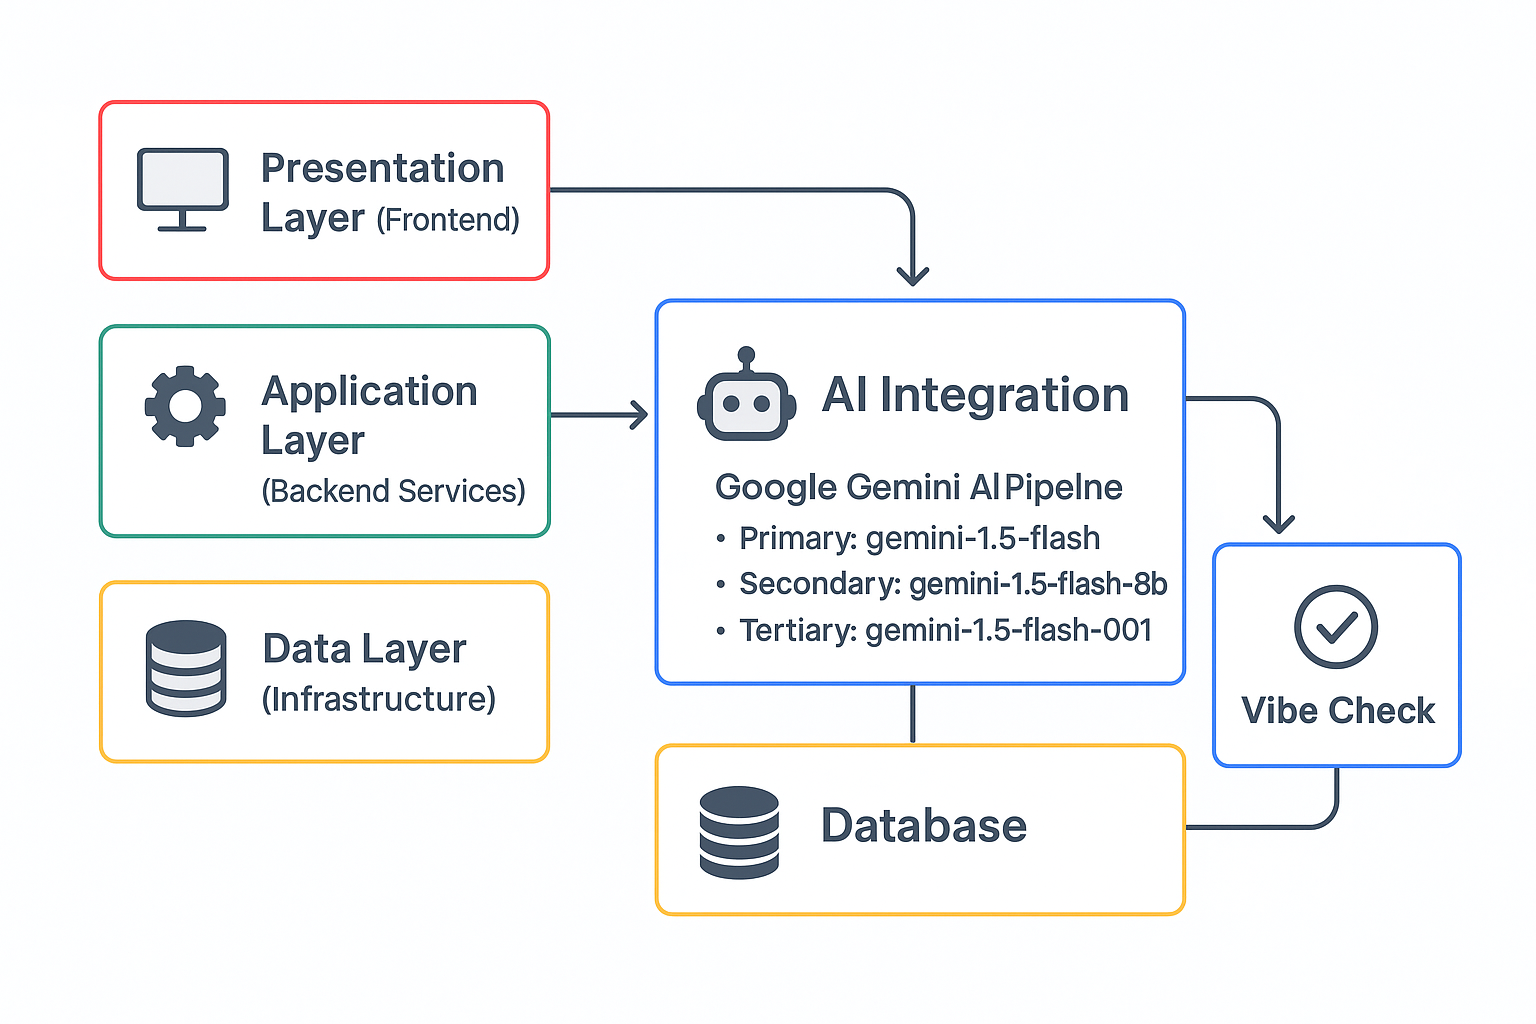 Presentation
Layer (Frontend)
Application
Layer
(Backend Services)
Data Layer
(Infrastructure)
AI Integration
Google Gemini AI Pipelne
• Primary: gemini-1.5-flash
• Secondary: gemini-1.5-flash-8b
• Tertiary: gemini-1.5-flash-001
Vibe Check
Database